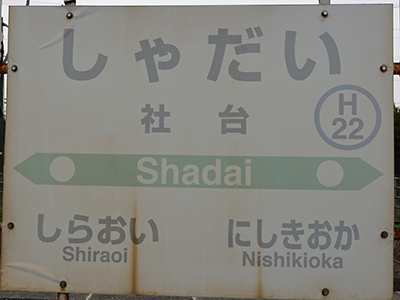 しゃだい
社台
H
22
Shadai
しらおい にしきおか
Shiraoi Nishikioka